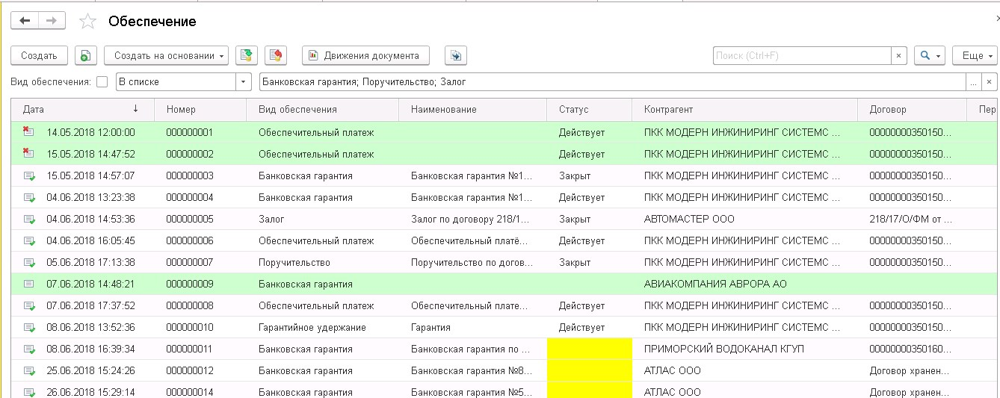 Обеспечение
Создать Создать на основании Движения документа Поиск (Ctrl+F) × Еще
Вид обеспечения: В списке Банковская гарантия; Поручительство; Залог ... ×
Дата ↓ Номер Вид обеспечения Наименование Статус Контрагент Договор Пер
14.05.2018 12:00:00 000000001 Обеспечительный платеж Действует ПКК МОДЕРН ИНЖИНИРИНГ СИСТЕМС ... 00000000350150...
15.05.2018 14:47:52 000000002 Обеспечительный платеж Действует ПКК МОДЕРН ИНЖИНИРИНГ СИСТЕМС ... 00000000350150...
15.05.2018 14:57:07 000000003 Банковская гарантия Банковская гарантия №1... Закрыт ПКК МОДЕРН ИНЖИНИРИНГ СИСТЕМС ... 00000000350150...
04.06.2018 13:23:38 000000004 Банковская гарантия Банковская гарантия №1... Действует ПКК МОДЕРН ИНЖИНИРИНГ СИСТЕМС ... 00000000350150...
04.06.2018 14:53:36 000000005 Залог Залог по договору 218/1... Закрыт АВТОМАСТЕР ООО 218/17/О/ФМ от ...
04.06.2018 16:05:45 000000006 Обеспечительный платеж Обеспечительный платё... Действует ПКК МОДЕРН ИНЖИНИРИНГ СИСТЕМС ... 00000000350150...
05.06.2018 17:13:38 000000007 Поручительство Поручительство по догов... Закрыт ПКК МОДЕРН ИНЖИНИРИНГ СИСТЕМС ... 00000000350150...
07.06.2018 14:48:21 000000009 Банковская гарантия АВИАКОМПАНИЯ АВРОРА АО
07.06.2018 17:37:52 000000008 Обеспечительный платеж Обеспечительный плате... Действует ПКК МОДЕРН ИНЖИНИРИНГ СИСТЕМС ... 00000000350150...
08.06.2018 13:52:36 000000010 Гарантийное удержание Гарантия Действует ПКК МОДЕРН ИНЖИНИРИНГ СИСТЕМС ... 00000000350150...
08.06.2018 16:39:34 000000011 Банковская гарантия Банковская гарантия по ... ПРИМОРСКИЙ ВОДОКАНАЛ КГУП 00000000350160...
25.06.2018 15:24:26 000000012 Банковская гарантия Банковская гарантия №8... АТЛАС ООО Договор хранен...
26.06.2018 15:29:14 000000014 Банковская гарантия Банковская гарантия №5... АТЛАС ООО Договор хранен...